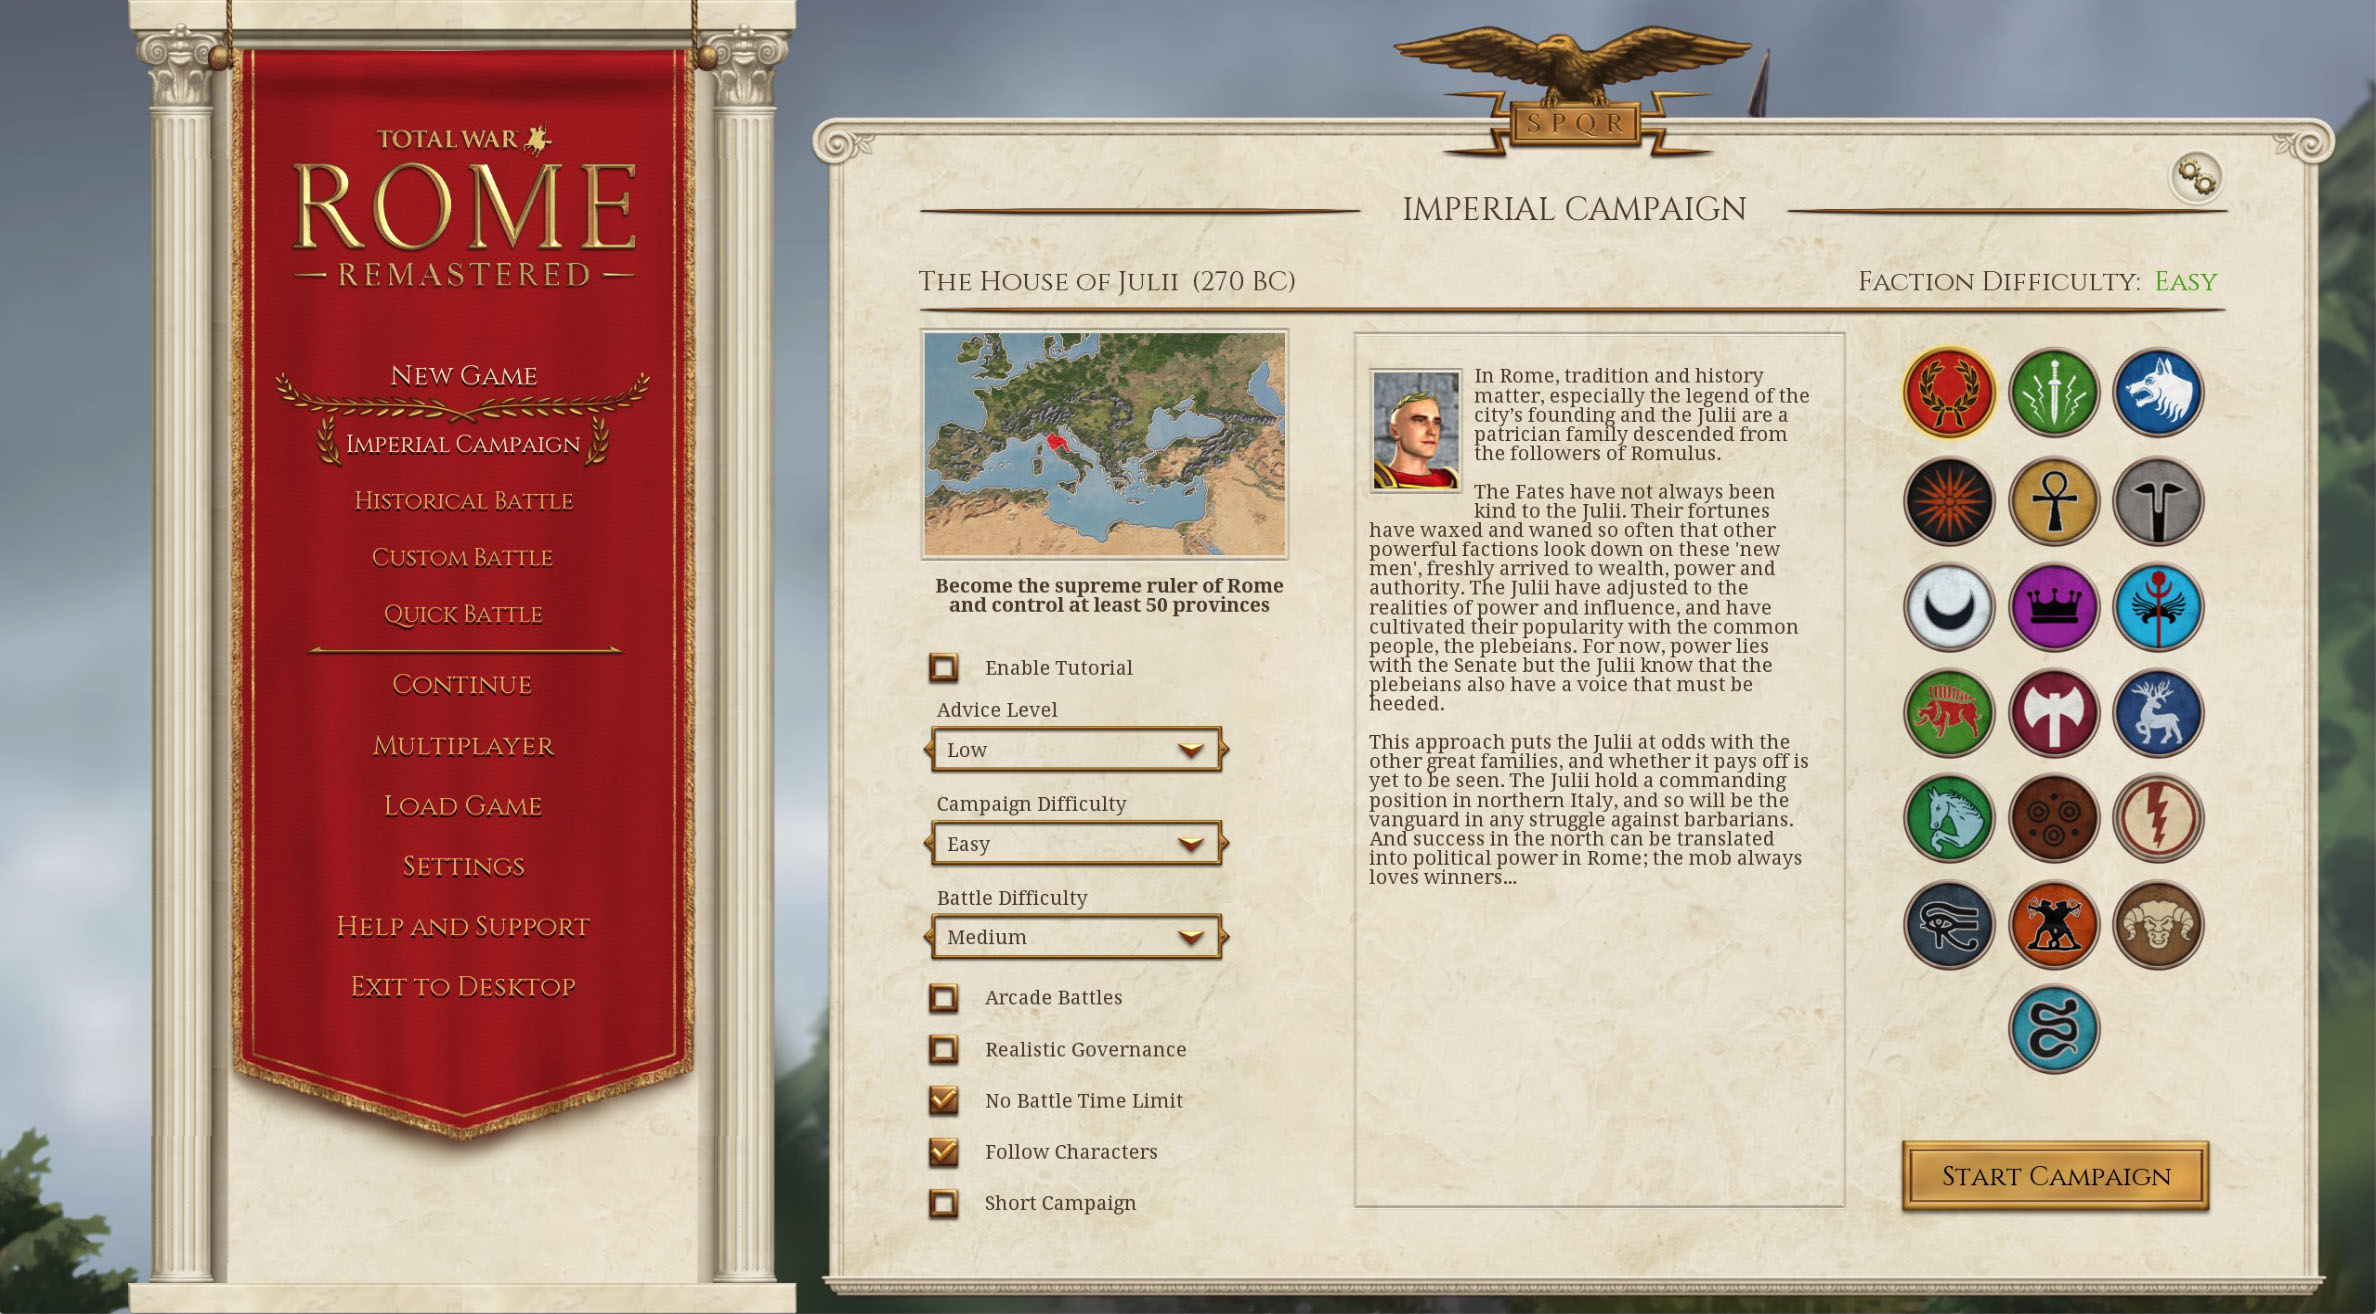 TOTAL WAR
ROME
REMASTERED
NEW GAME
IMPERIAL CAMPAIGN
HISTORICAL BATTLE
CUSTOM BATTLE
QUICK BATTLE
CONTINUE
MULTIPLAYER
LOAD GAME
SETTINGS
HELP AND SUPPORT
EXIT TO DESKTOP
SPQR
IMPERIAL CAMPAIGN
THE HOUSE OF JULII (270 BC)
FACTION DIFFICULTY: EASY
Become the supreme ruler of Rome
and control at least 50 provinces
Enable Tutorial
Advice Level
Low
Campaign Difficulty
Easy
Battle Difficulty
Medium
Arcade Battles
Realistic Governance
No Battle Time Limit
Follow Characters
Short Campaign
In Rome, tradition and history
matter, especially the legend of the
city's founding and the Julii are a
patrician family descended from
the followers of Romulus.
The Fates have not always been
kind to the Julii. Their fortunes
have waxed and waned so often that other
powerful factions look down on these 'new
men', freshly arrived to wealth, power and
authority. The Julii have adjusted to the
realities of power and influence, and have
cultivated their popularity with the common
people, the plebeians. For now, power lies
with the Senate but the Julii know that the
plebeians also have a voice that must be
heeded.
This approach puts the Julii at odds with the
other great families, and whether it pays off is
yet to be seen. The Julii hold a commanding
position in northern Italy, and so will be the
vanguard in any struggle against barbarians.
And success in the north can be translated
into political power in Rome; the mob always
loves winners...
START CAMPAIGN